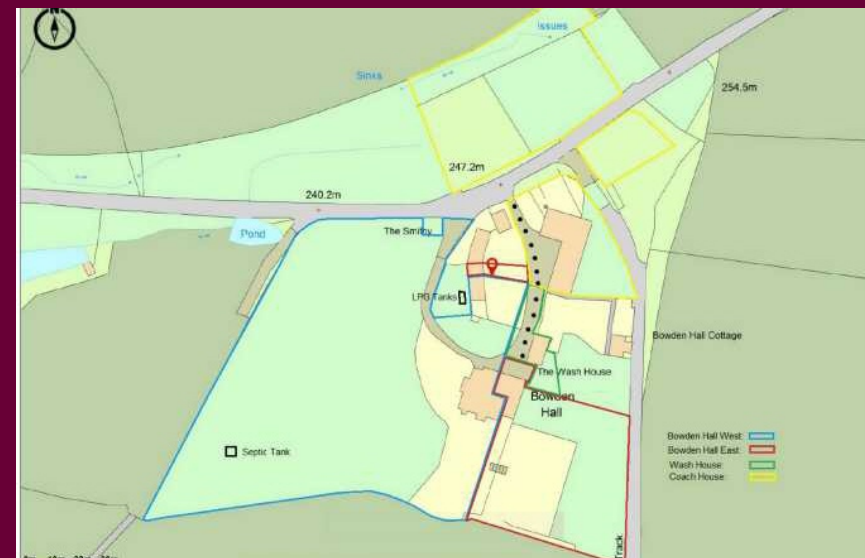 N
Issues
Sinks
254.5m
247.2m
240.2m
The Smithy
Pond
LPG Tanks
Bowden Hall Cottage
The Wash House
Bowden
Hall
Septic Tank
Bowden Hall West:
Bowden Hall East:
Wash House:
Coach House:
Track